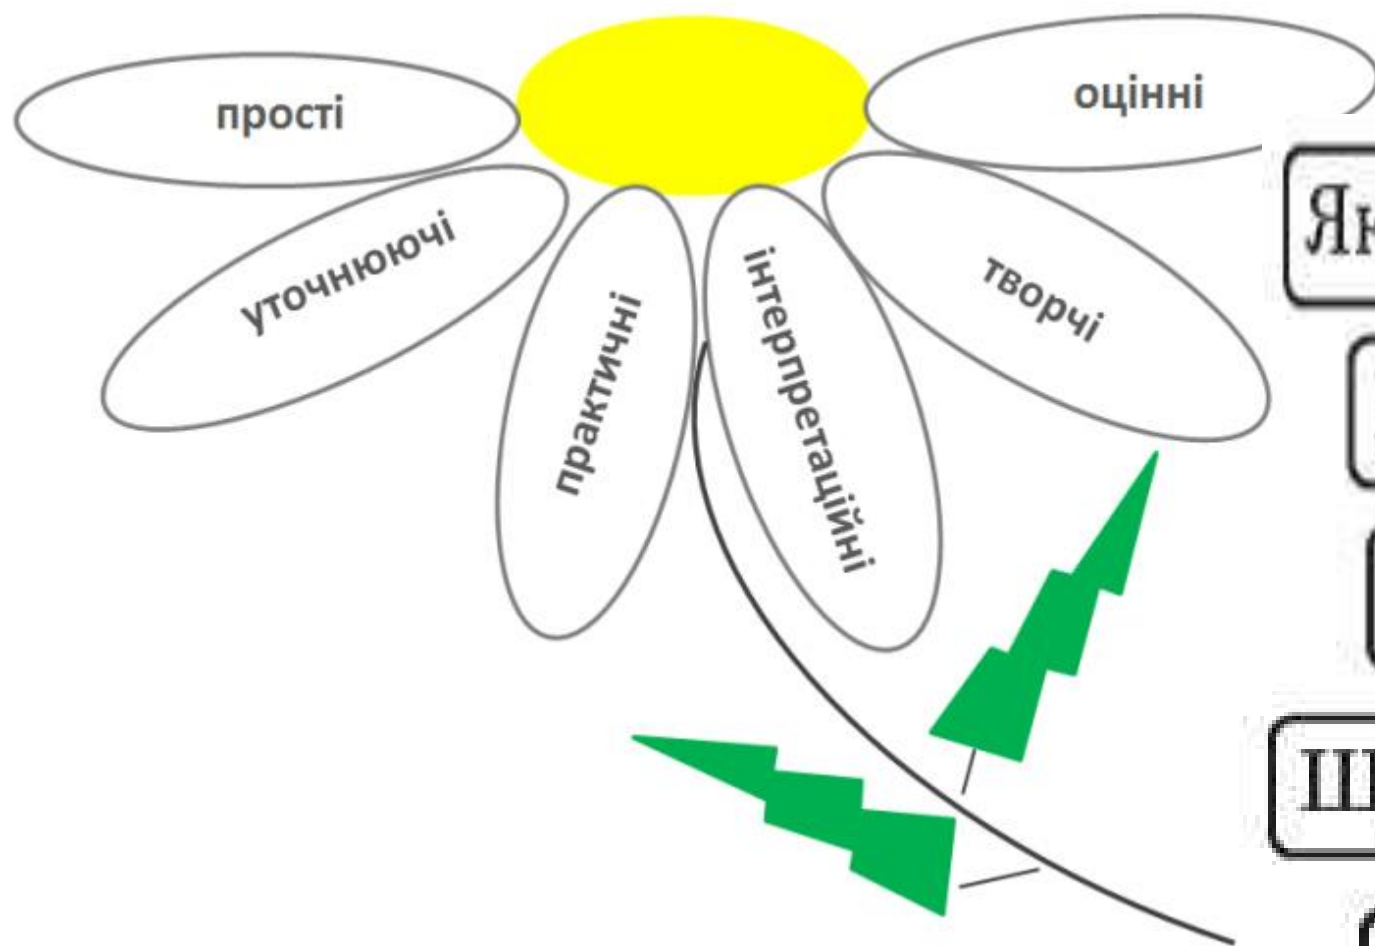 прості
оцінні
уточнюючі
практичні
інтерпретаційні
творчі